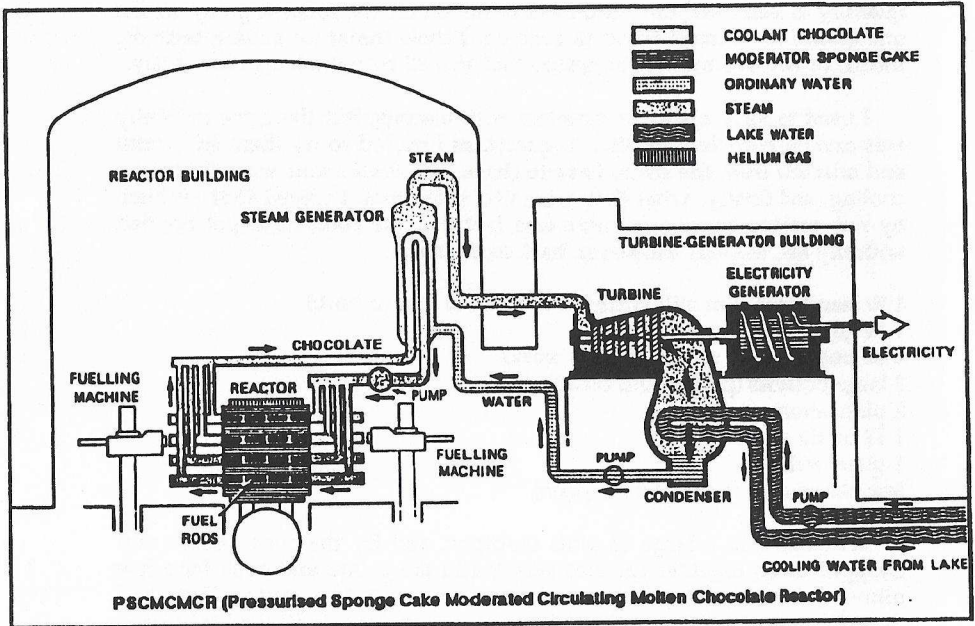 COOLANT CHOCOLATE
MODERATOR SPONGE CAKE
ORDINARY WATER
STEAM
LAKE WATER
HELIUM GAS
REACTOR BUILDING
STEAM
STEAM GENERATOR
TURBINE-GENERATOR BUILDING
TURBINE
ELECTRICITY
GENERATOR
ELECTRICITY
CHOCOLATE
FUELLING
MACHINE
REACTOR
PUMP
WATER
FUELLING
MACHINE
PUMP
CONDENSER
PUMP
FUEL
RODS
COOLING WATER FROM LAKE
PSCMCMCR (Pressurised Sponge Cake Moderated Circulating Molten Chocolate Reactor)